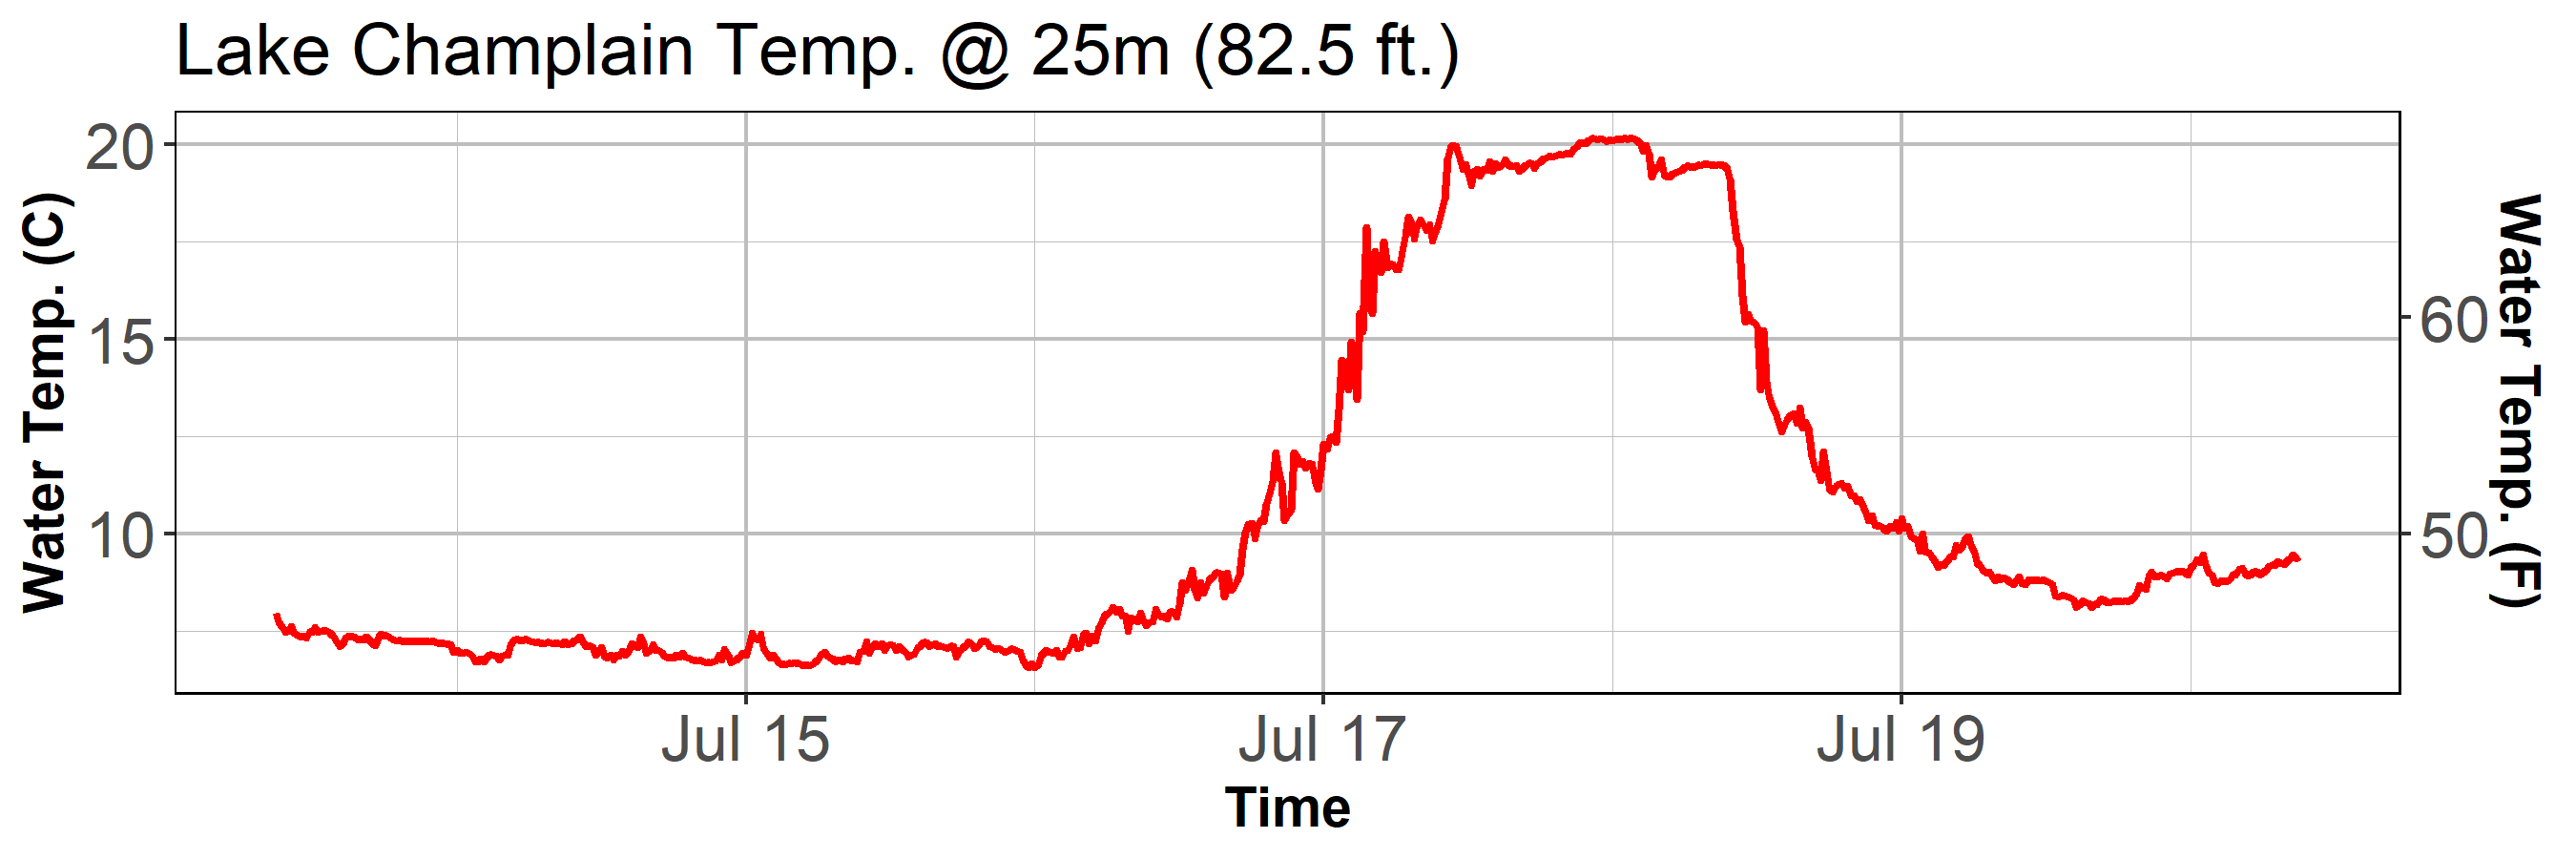 Lake Champlain Temp. @ 25m (82.5 ft.)
Water Temp. (C)
20
15
10
60
50
Water Temp. (F)
Jul 15 Jul 17 Jul 19
Time